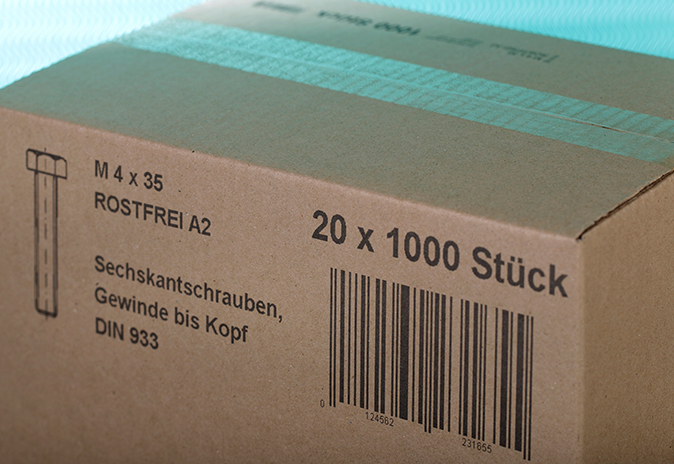 M 4 x 35
ROSTFREI A2
Sechskantschrauben,
Gewinde bis Kopf
DIN 933
20 x 1000 Stück
0 124562 231655